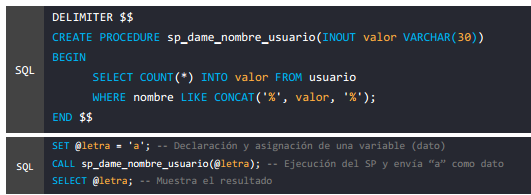 DELIMITER $$
CREATE PROCEDURE sp_dame_nombre_usuario(INOUT valor VARCHAR(30))
BEGIN
SQL
SELECT COUNT(*) INTO valor FROM usuario
WHERE nombre LIKE CONCAT('%', valor, '%');
END $$
SET @letra = 'a'; -- Declaración y asignación de una variable (dato)
SQL
CALL sp_dame_nombre_usuario(@letra); -- Ejecución del SP y envía “a” como dato
SELECT @letra; -- Muestra el resultado